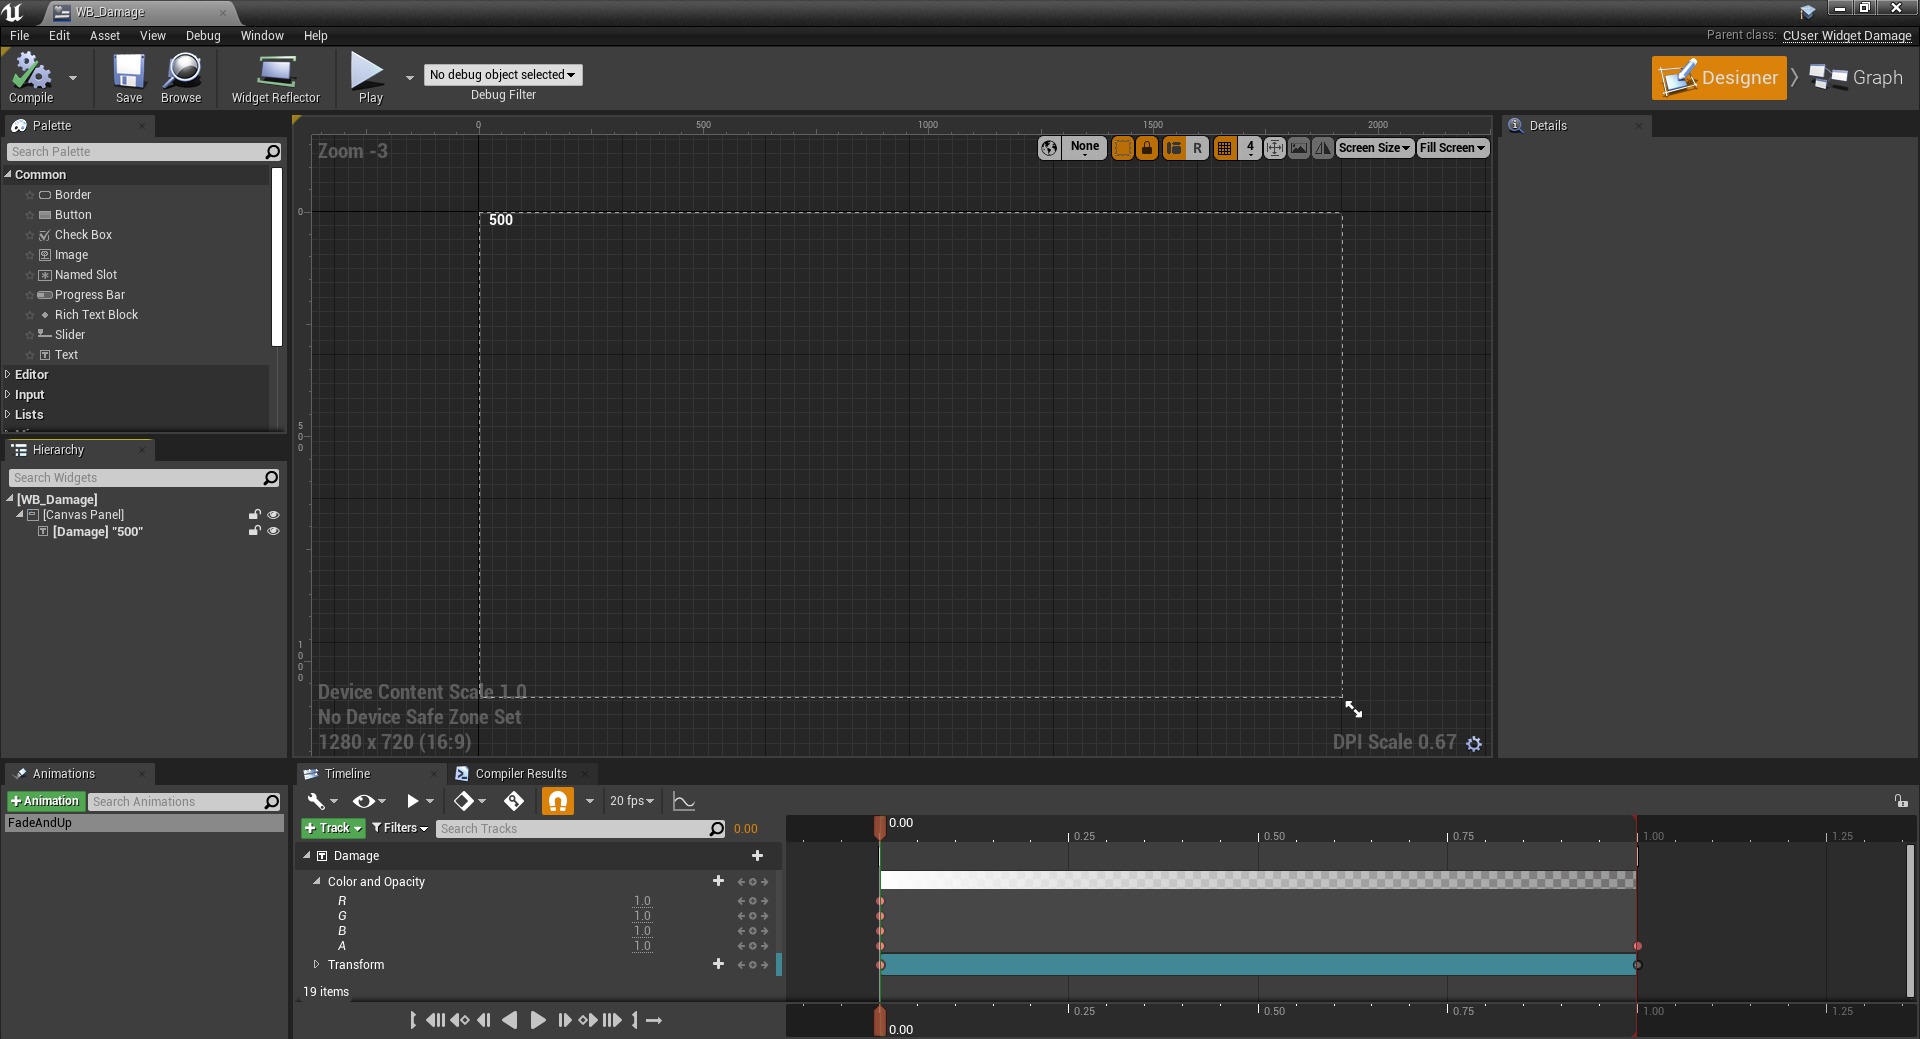 WB_Damage
File Edit Asset View Debug Window Help
Parent class: CUser Widget Damage
Compile
Save
Browse
Widget Reflector
Play
No debug object selected
Debug Filter
Designer
Graph
Palette
Search Palette
Common
Border
Button
Check Box
Image
Named Slot
Progress Bar
Rich Text Block
Slider
Text
Editor
Input
Lists
Hierarchy
Search Widgets
[WB_Damage]
[Canvas Panel]
[Damage] "500"
0 500 1000 1500 2000
Zoom -3
None
R
4
Screen Size
Fill Screen
0
500
1000
500
Device Content Scale 1.0
No Device Safe Zone Set
1280 x 720 (16:9)
DPI Scale 0.67
Details
Animations
Animation
Search Animations
FadeAndUp
Timeline
Compiler Results
20 fps
Track
Filters
Search Tracks
0.00
Damage
Color and Opacity
R 1.0
G 1.0
B 1.0
A 1.0
Transform
19 items
0.00
0.25 0.50 0.75 1.00 1.25
0.25 0.50 0.75 1.00 1.25
0.00